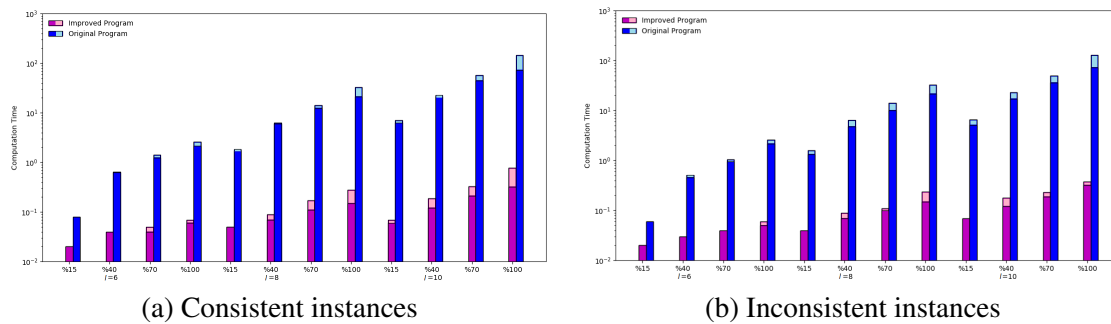 10³
Improved Program
Original Program
10²
10¹
10⁰
10⁻¹
10⁻²
Computation Time
%15 %40 %70 %100 %15 %40 %70 %100 %15 %40 %70 %100
l=6 l=8 l=10
(a) Consistent instances
10³
Improved Program
Original Program
10²
10¹
10⁰
10⁻¹
10⁻²
Computation Time
%15 %40 %70 %100 %15 %40 %70 %100 %15 %40 %70 %100
l=6 l=8 l=10
(b) Inconsistent instances